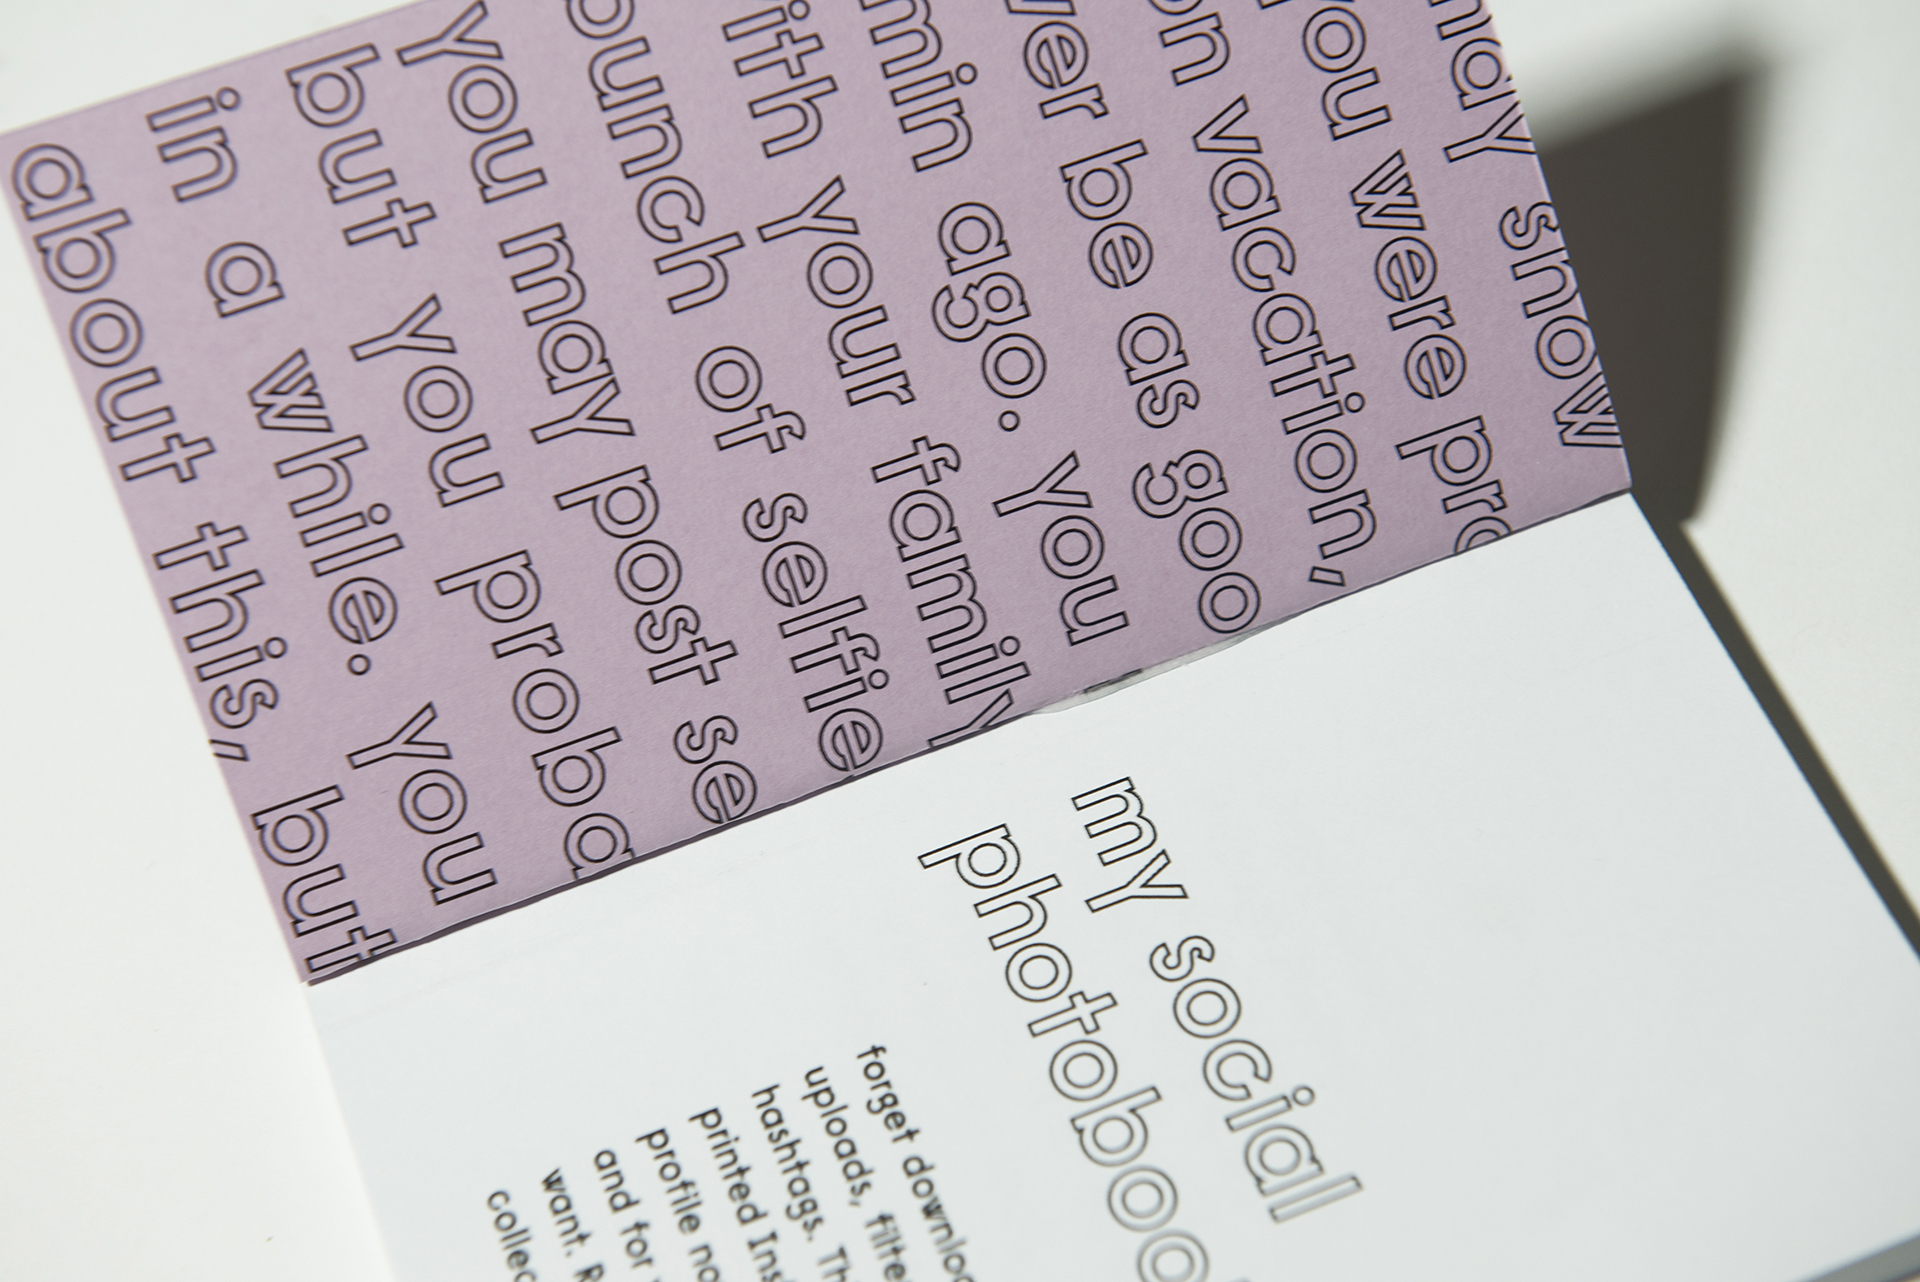 may
you were pro
on vacation,
ver be as goo
min ago. you
ith your family
bunch of selfie
you may post se
but you proba
in a while. you
about this, but
my social
photoboo
forget downloa
uploads, filte
hashtags. Th
printed Ins
profile no
and for
want. R
collec